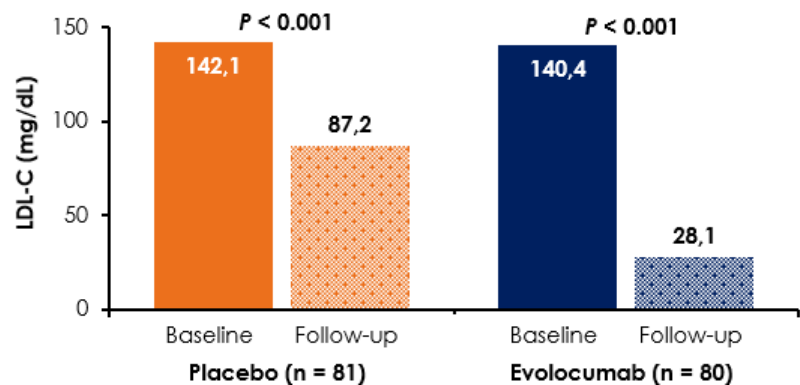 LDL-C (mg/dL)
150
100
50
0
P < 0.001
142,1
87,2
P < 0.001
140,4
28,1
Baseline Follow-up Baseline Follow-up
Placebo (n = 81) Evolocumab (n = 80)